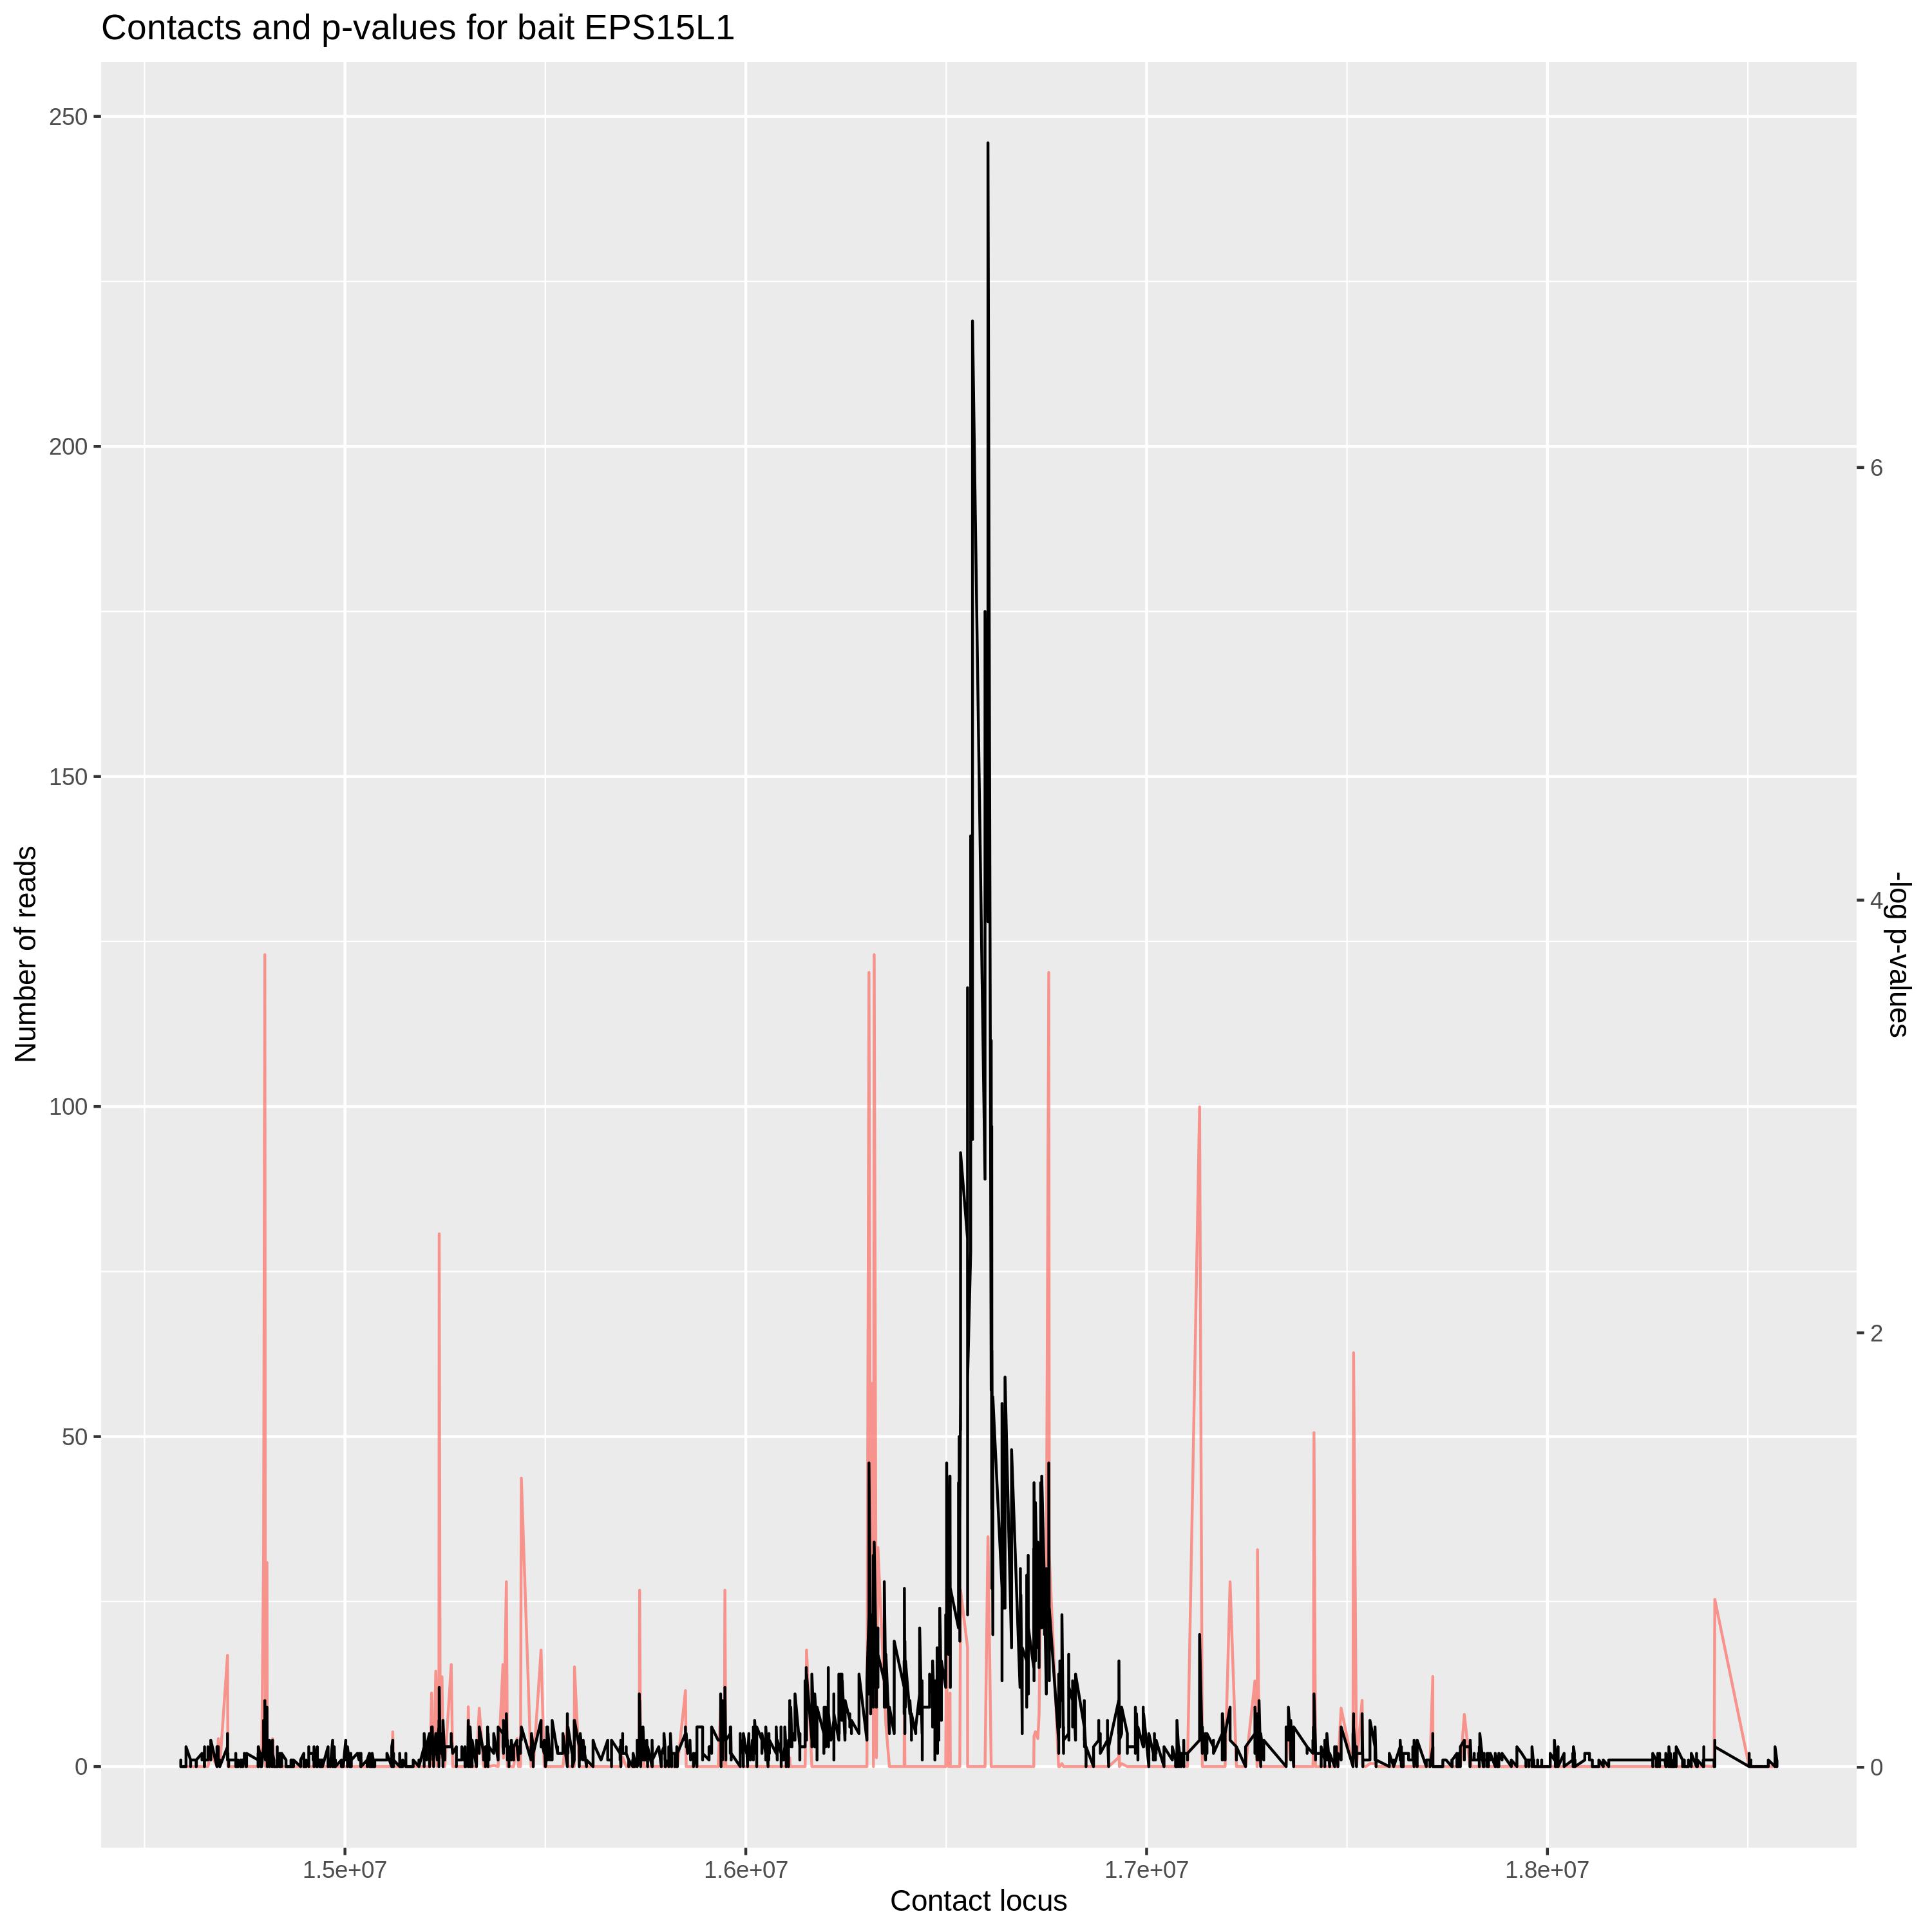 Contacts and p-values for bait EPS15L1
250
200
150
100
50
0
Number of reads
6
4
2
0
-log p-values
1.5e+07
1.6e+07
1.7e+07
1.8e+07
Contact locus